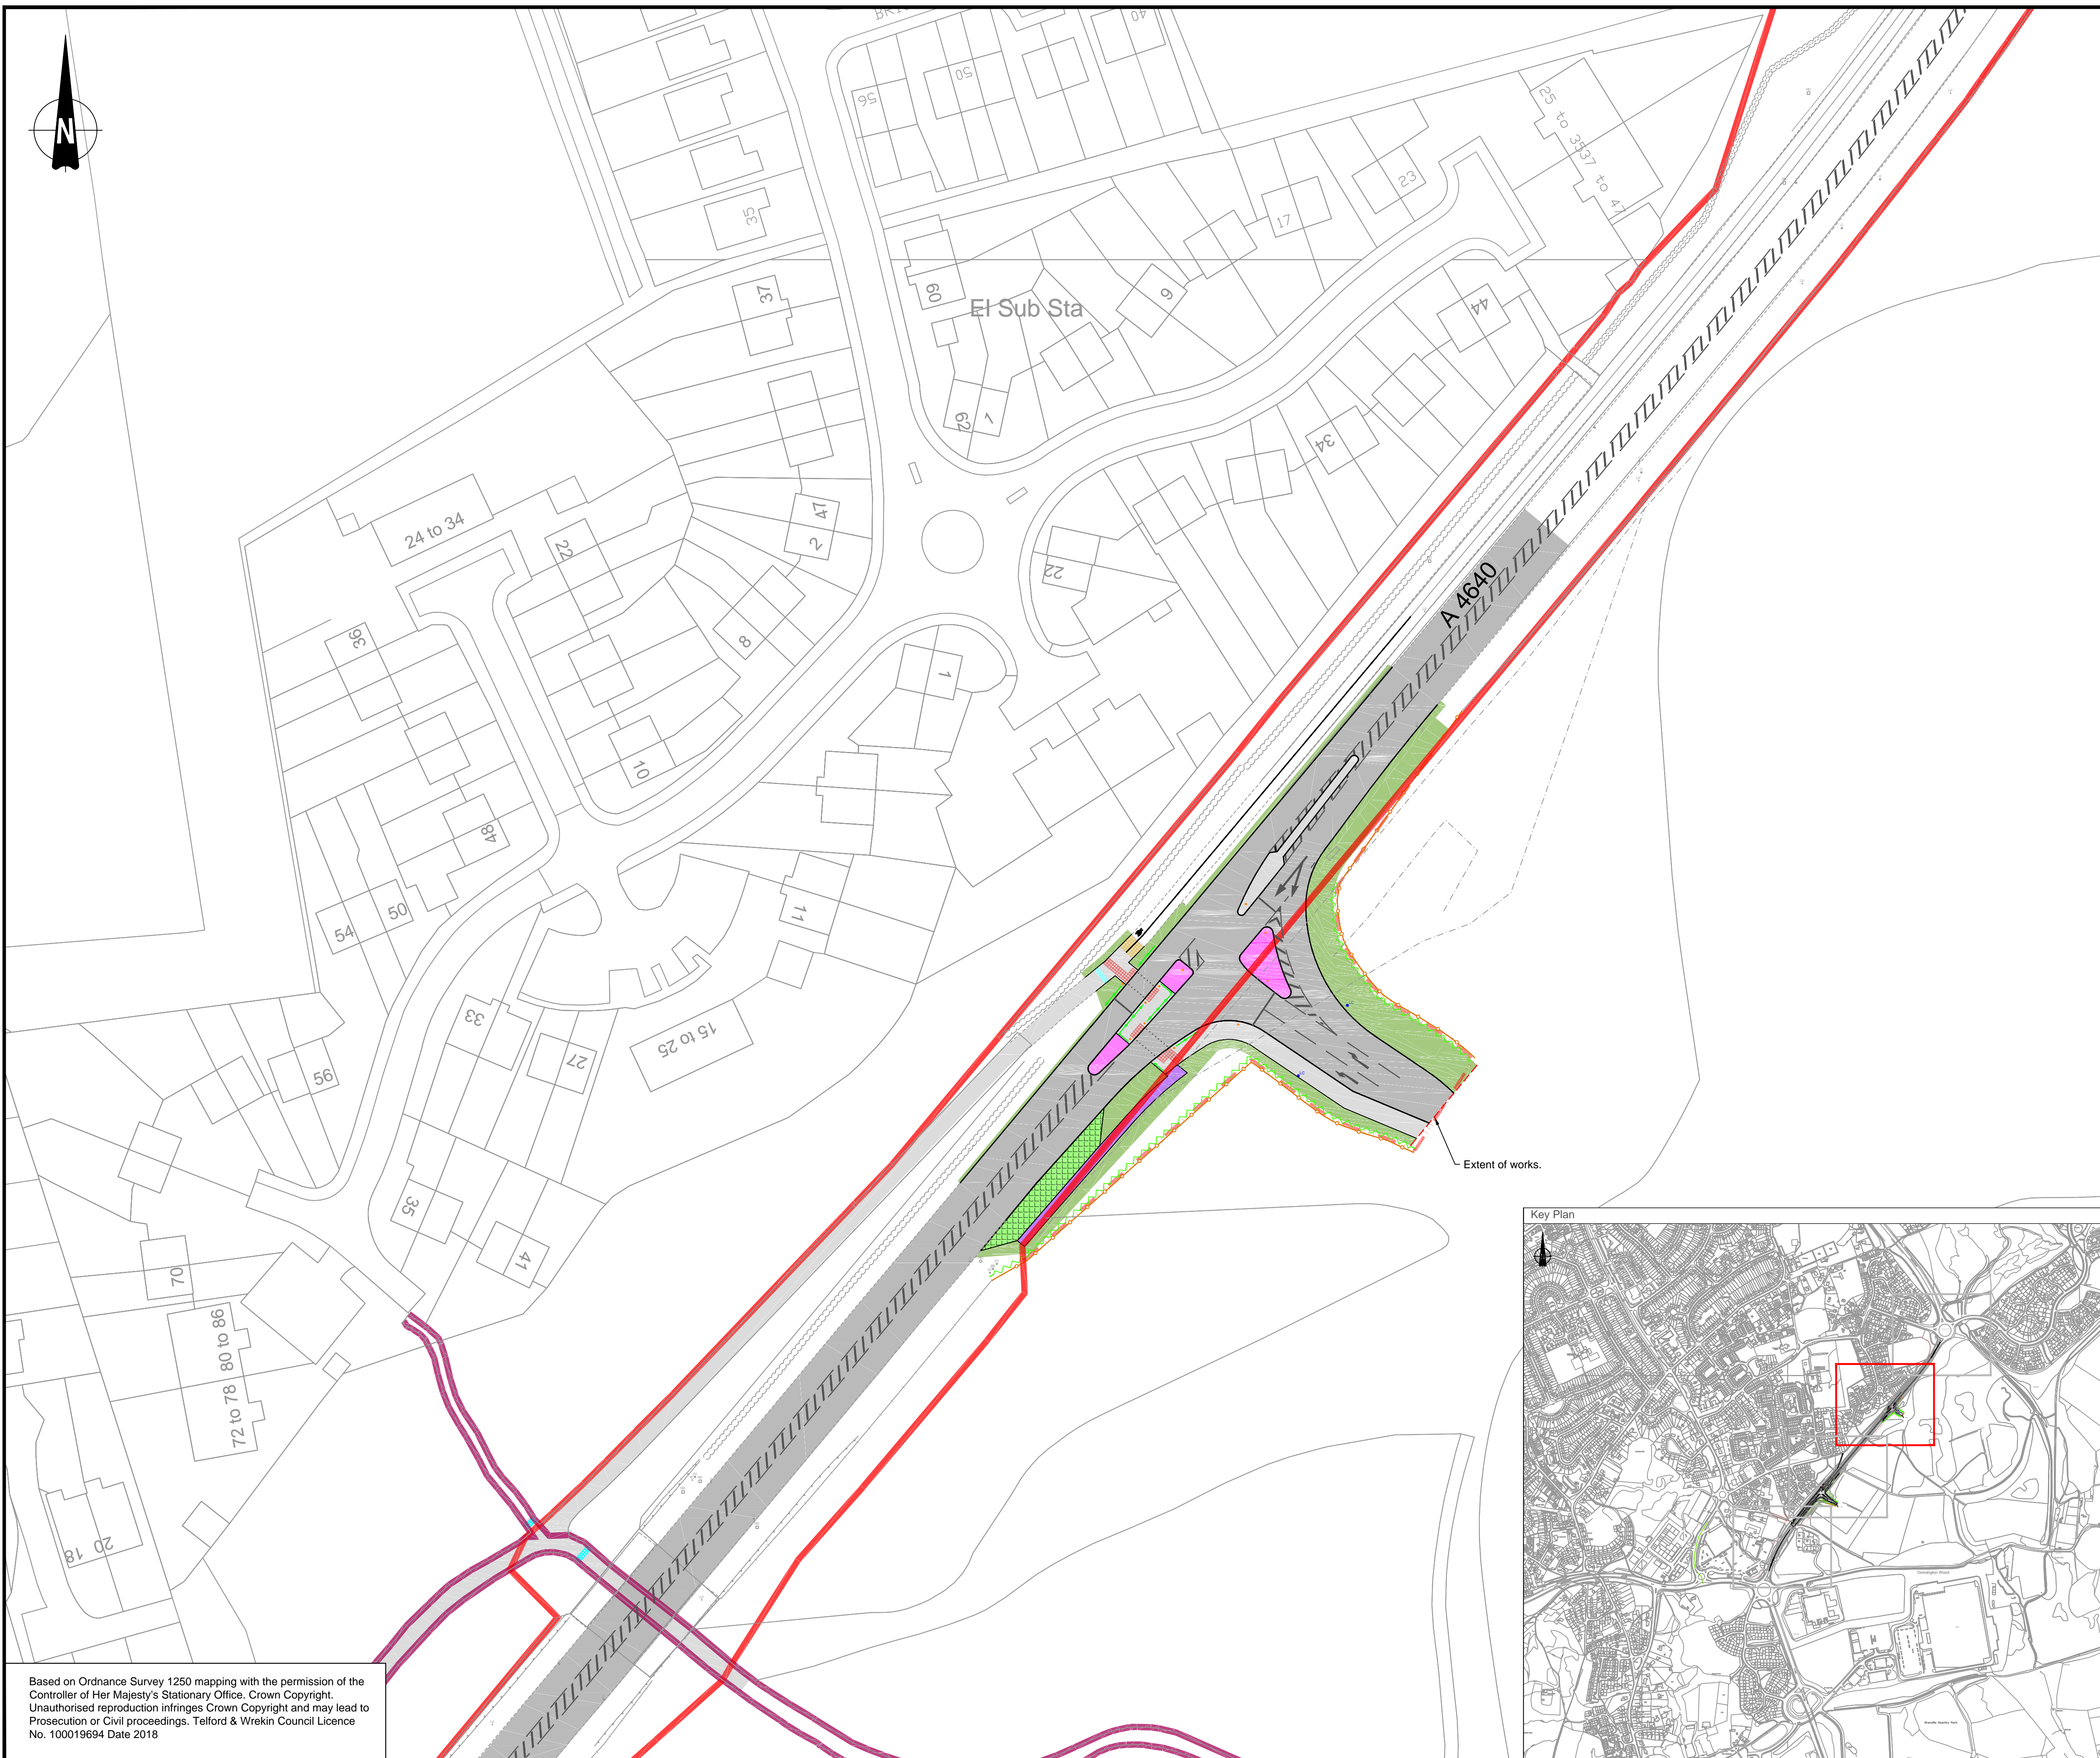 N
BRI
40
56
50
25 to 35
37 to 47
35
23
17
37
60
El Sub Sta
9
44
62
1
34
24 to 34
22
47
2
22
A 4640
36
8
1
10
48
50
54
11
33
27
15 to 25
56
35
41
70
72 to 78 80 to 86
20 18
Extent of works.
Key Plan
Based on Ordnance Survey 1250 mapping with the permission of the
Controller of Her Majesty's Stationary Office. Crown Copyright.
Unauthorised reproduction infringes Crown Copyright and may lead to
Prosecution or Civil proceedings. Telford & Wrekin Council Licence
No. 100019694 Date 2018